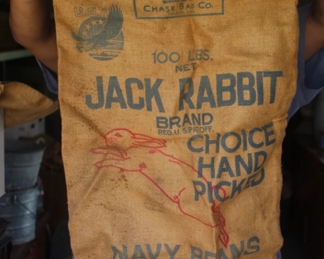 CHASE BAG CO.
100 LBS.
NET
JACK RABBIT
BRAND
REG. U.S. PAT. OFF.
CHOICE
HAND
PICKED
NAVY BEANS